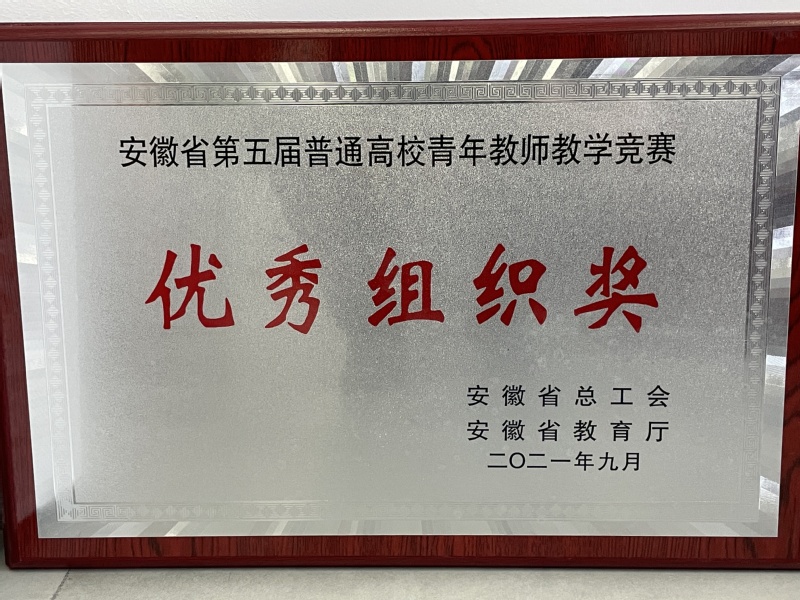 安徽省第五届普通高校青年教师教学竞赛
优秀组织奖
安徽省总工会
安徽省教育厅
二〇二一年九月